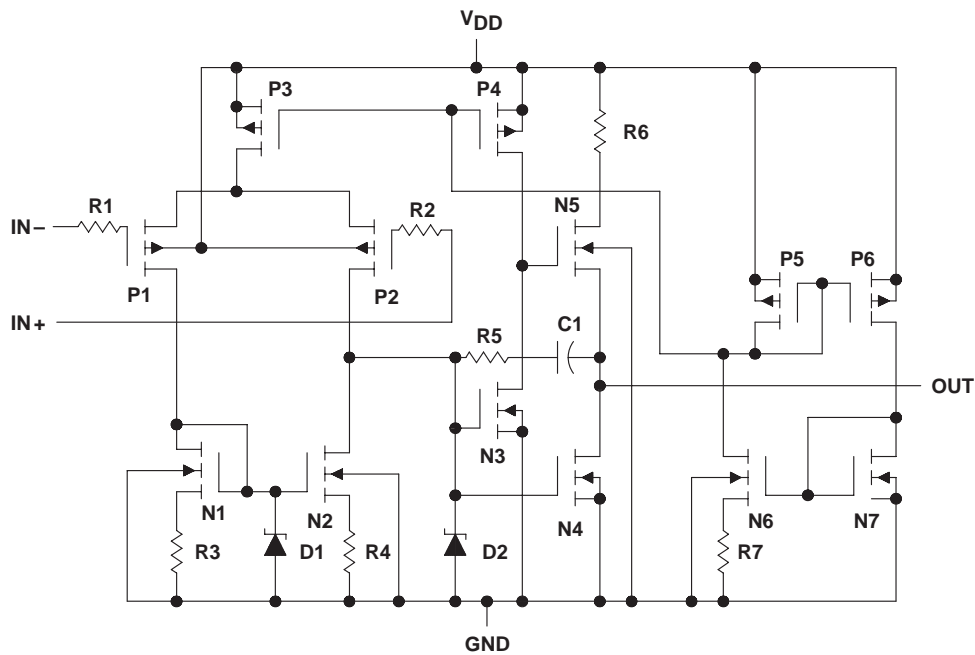 VDD
P3
P4
R6
R1
R2
N5
IN−
P5
P6
P1
P2
IN+
R5
C1
OUT
N3
N1
N2
N4
N6
N7
R3
D1
R4
D2
R7
GND